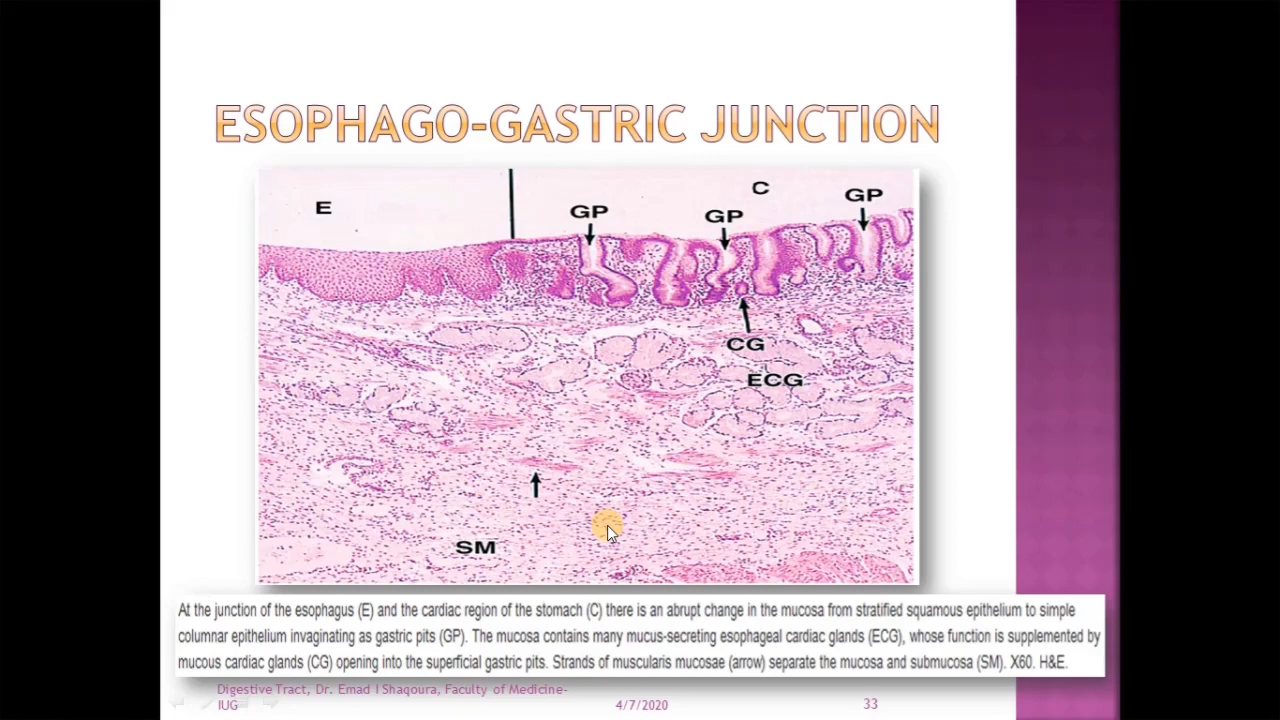 ESOPHAGO-GASTRIC JUNCTION
C
GP
E
GP
GP
CG
ECG
SM
At the junction of the esophagus (E) and the cardiac region of the stomach (C) there is an abrupt change in the mucosa from stratified squamous epithelium to simple
columnar epithelium invaginating as gastric pits (GP). The mucosa contains many mucus-secreting esophageal cardiac glands (ECG), whose function is supplemented by
mucous cardiac glands (CG) opening into the superficial gastric pits. Strands of muscularis mucosae (arrow) separate the mucosa and submucosa (SM). X60. H&E.
Digestive Tract, Dr. Emad I Shaqoura, Faculty of Medicine-
IUG
4/7/2020
33